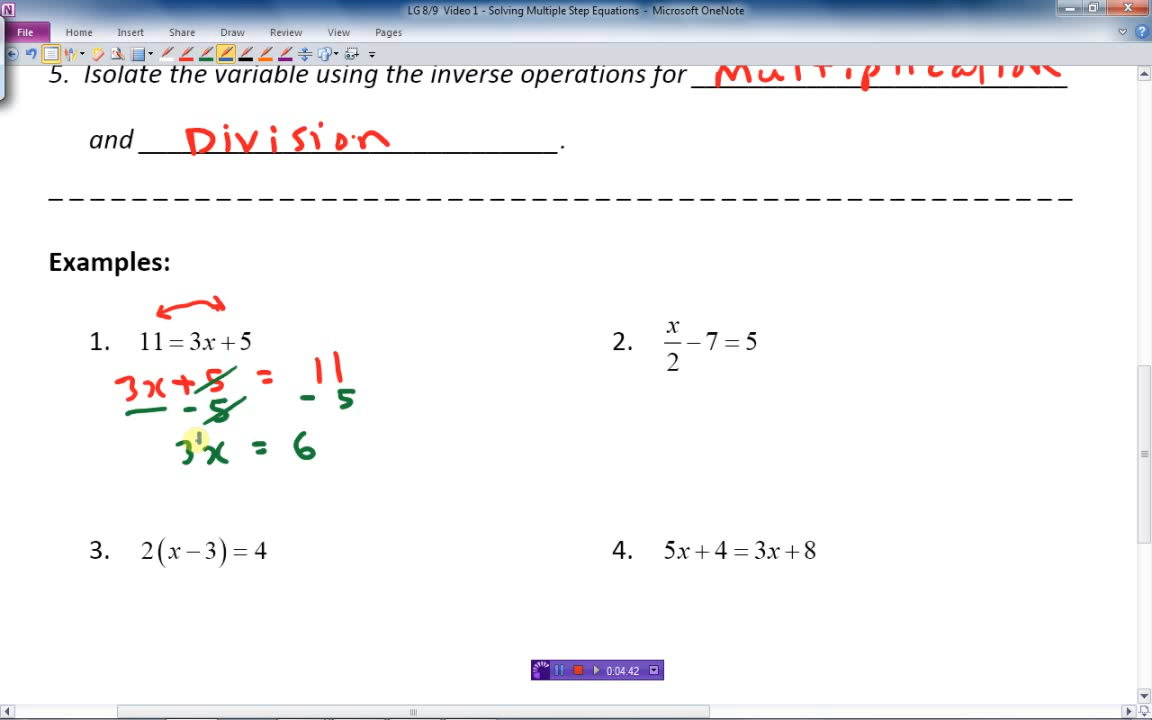 LG 8/9 Video 1 - Solving Multiple Step Equations - Microsoft OneNote
File Home Insert Share Draw Review View Pages
5. Isolate the variable using the inverse operations for Multiplication
and Division.
Examples:
1. 11 = 3x + 5
3x + 5 = 11
- 5 - 5
3x = 6
2. x/2 - 7 = 5
3. 2(x - 3) = 4
4. 5x + 4 = 3x + 8
0:04:42